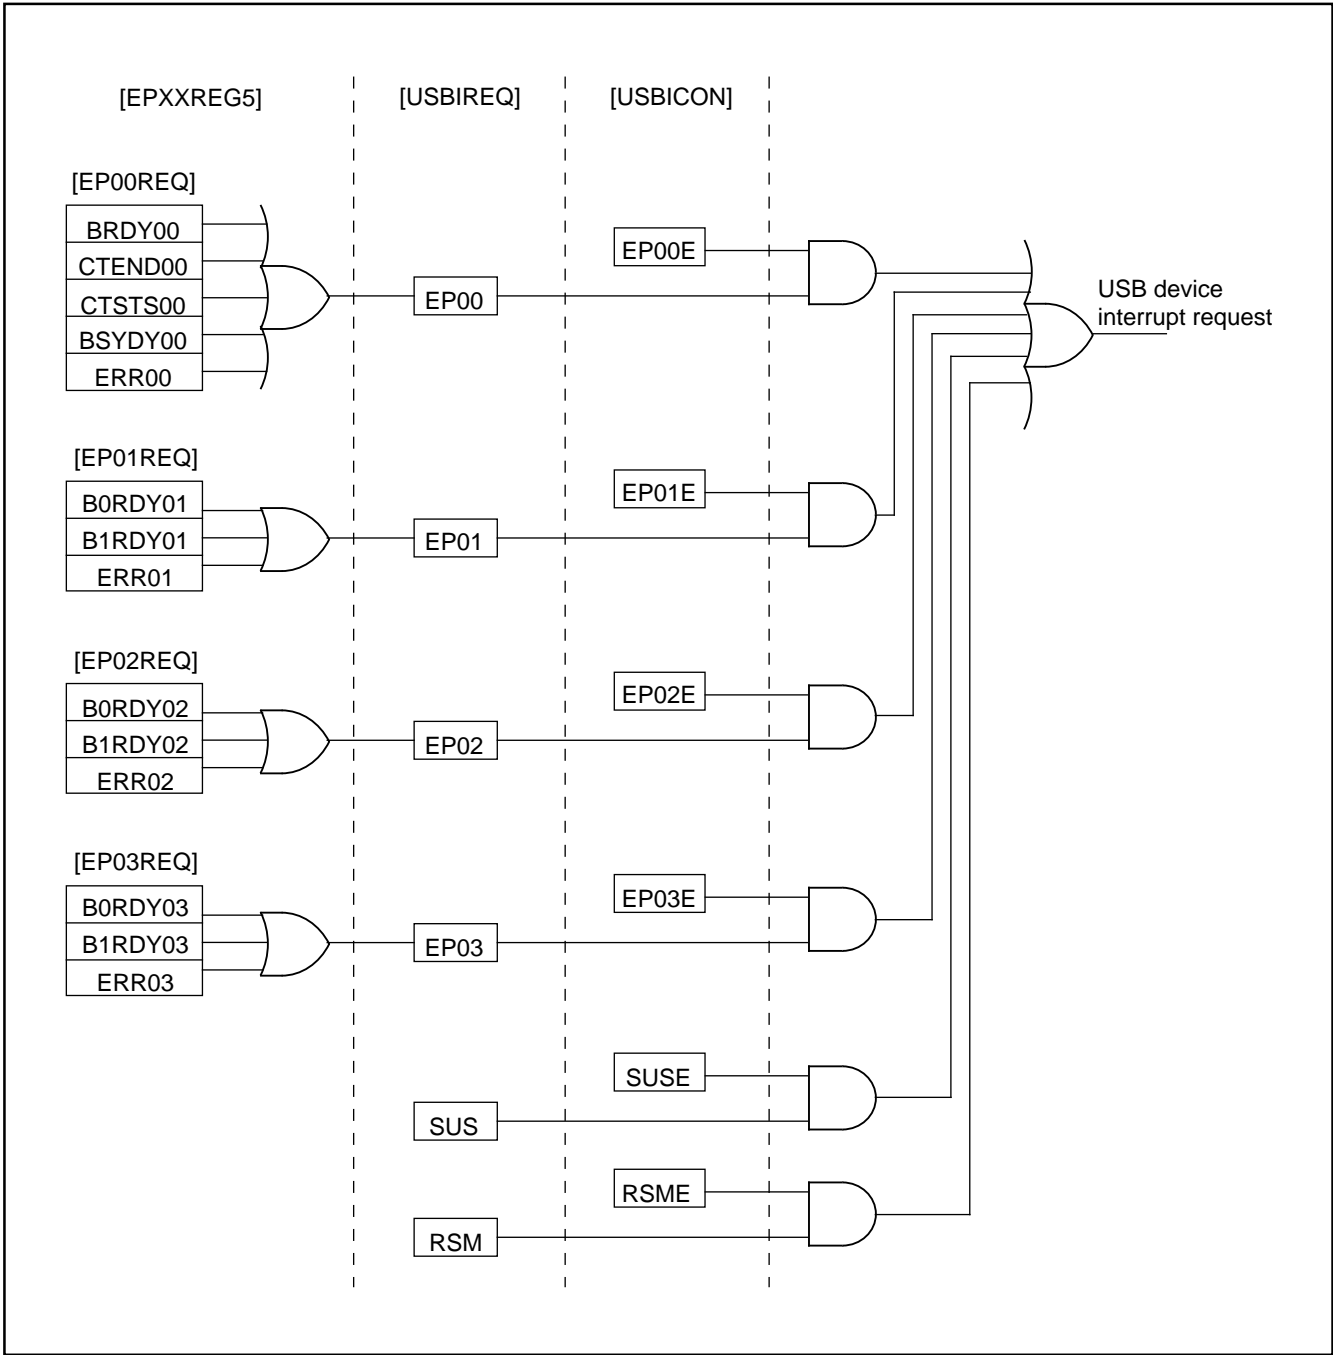 [EPXXREG5]
[USBIREQ]
[USBICON]
[EP00REQ]
BRDY00
CTEND00
CTSTS00
BSYDY00
ERR00
EP00
EP00E
USB device
interrupt request
[EP01REQ]
B0RDY01
B1RDY01
ERR01
EP01
EP01E
[EP02REQ]
B0RDY02
B1RDY02
ERR02
EP02
EP02E
[EP03REQ]
B0RDY03
B1RDY03
ERR03
EP03
EP03E
SUSE
SUS
RSME
RSM